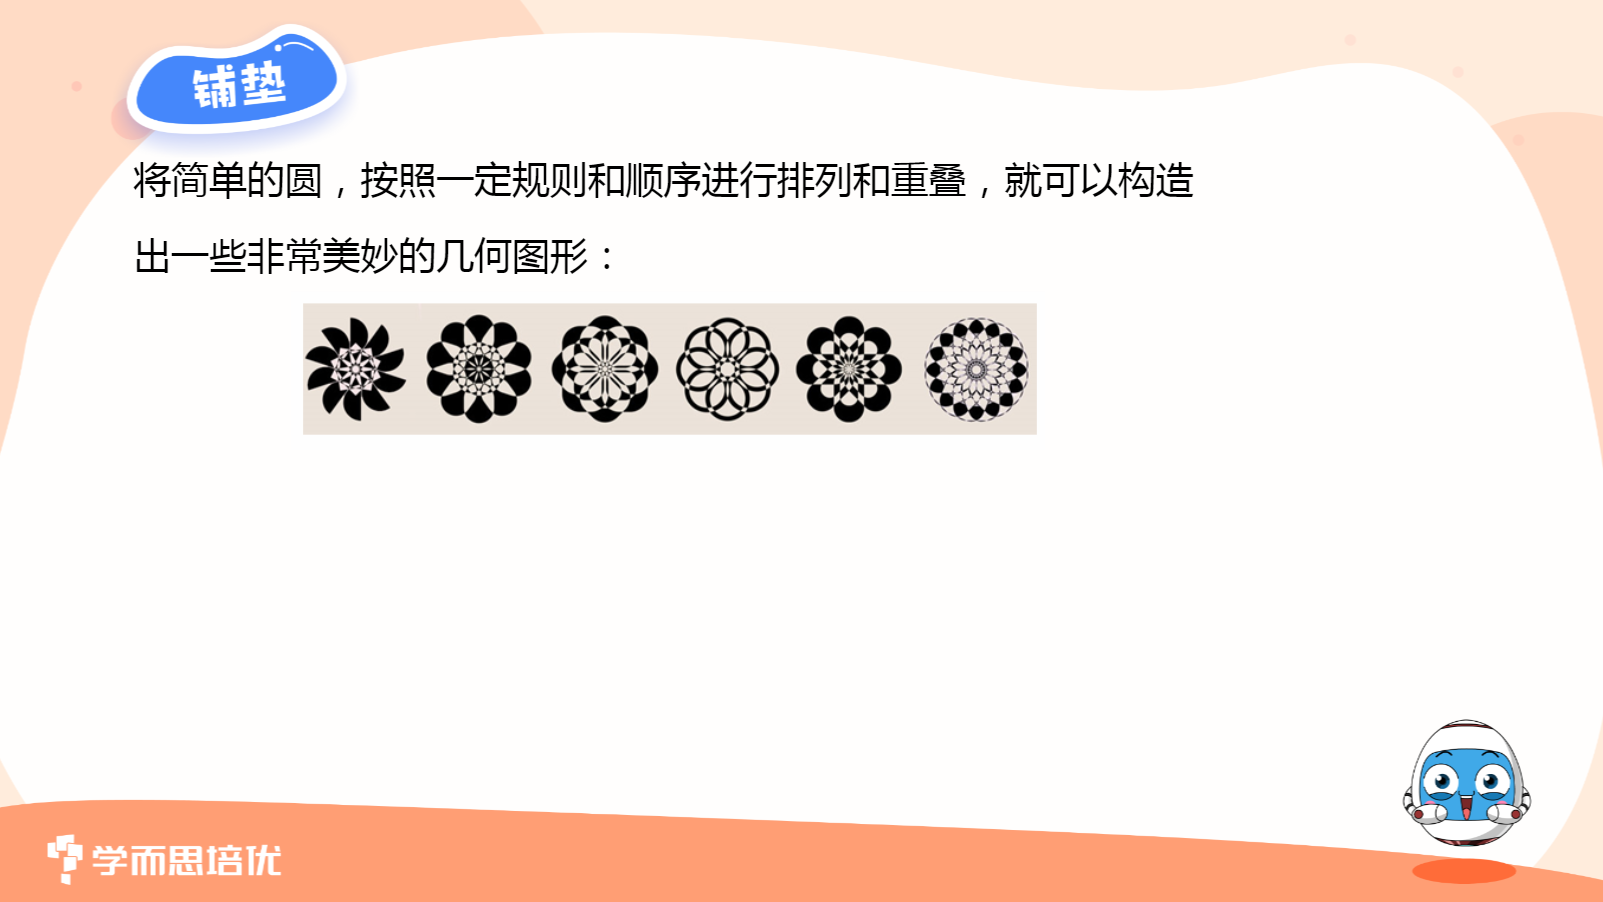 铺垫
将简单的圆，按照一定规则和顺序进行排列和重叠，就可以构造
出一些非常美妙的几何图形：
学而思培优